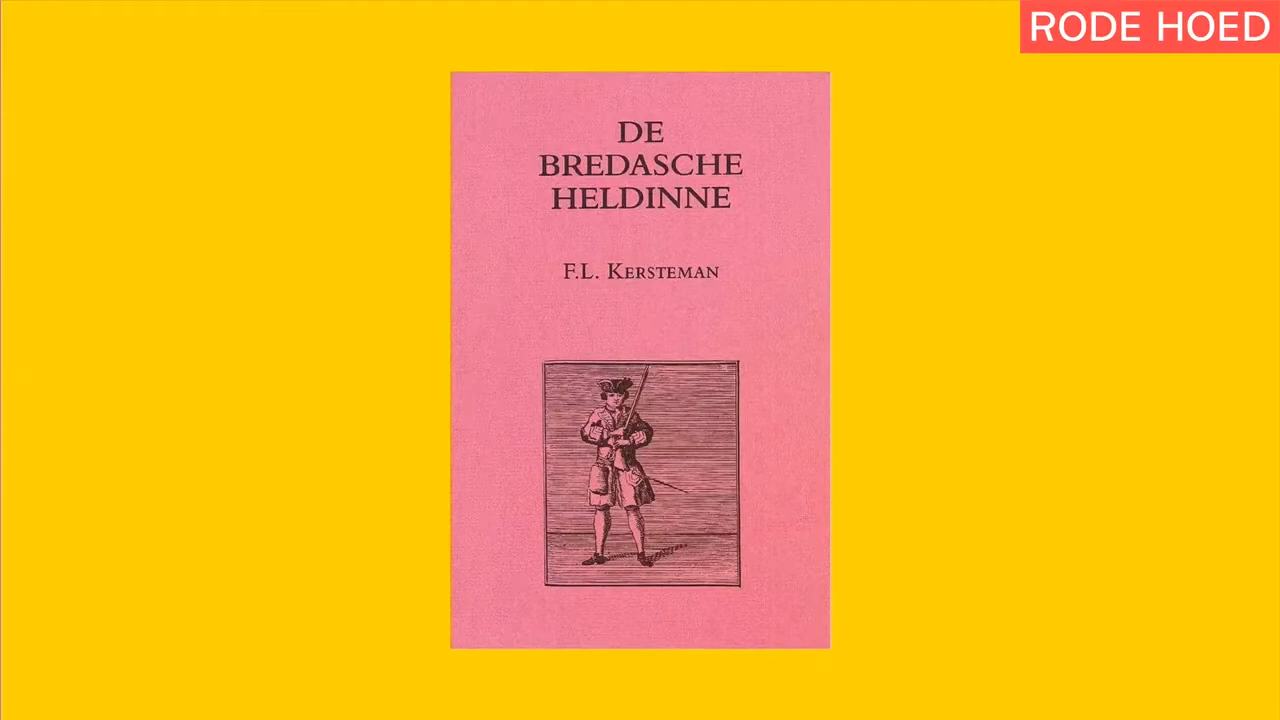 RODE HOED
DE
BREDASCHE
HELDINNE
F.L. KERSTEMAN